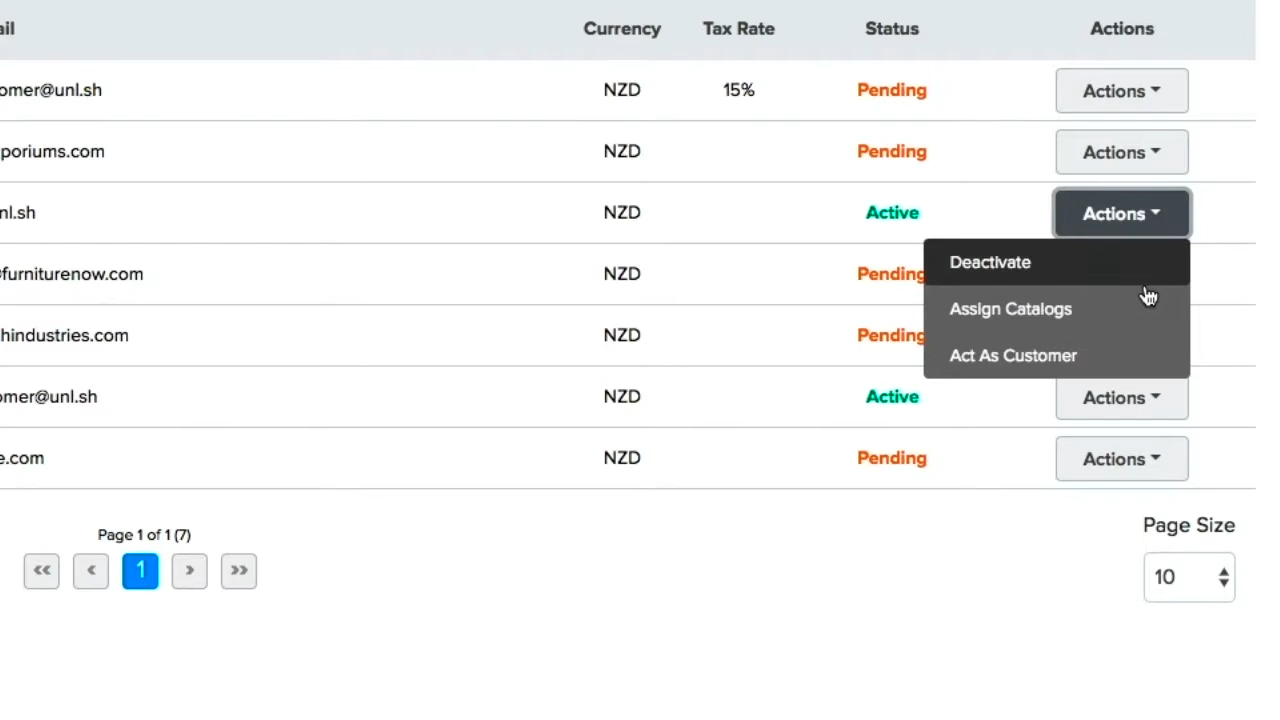 ail Currency Tax Rate Status Actions
omer@unl.sh NZD 15% Pending Actions
poriums.com NZD Pending Actions
nl.sh NZD Active Actions
Deactivate
@furniturenow.com NZD Pending
Assign Catalogs
hindustries.com NZD Pending
Act As Customer
omer@unl.sh NZD Active Actions
e.com NZD Pending Actions
Page 1 of 1 (7)
Page Size
<< < 1 > >>
10